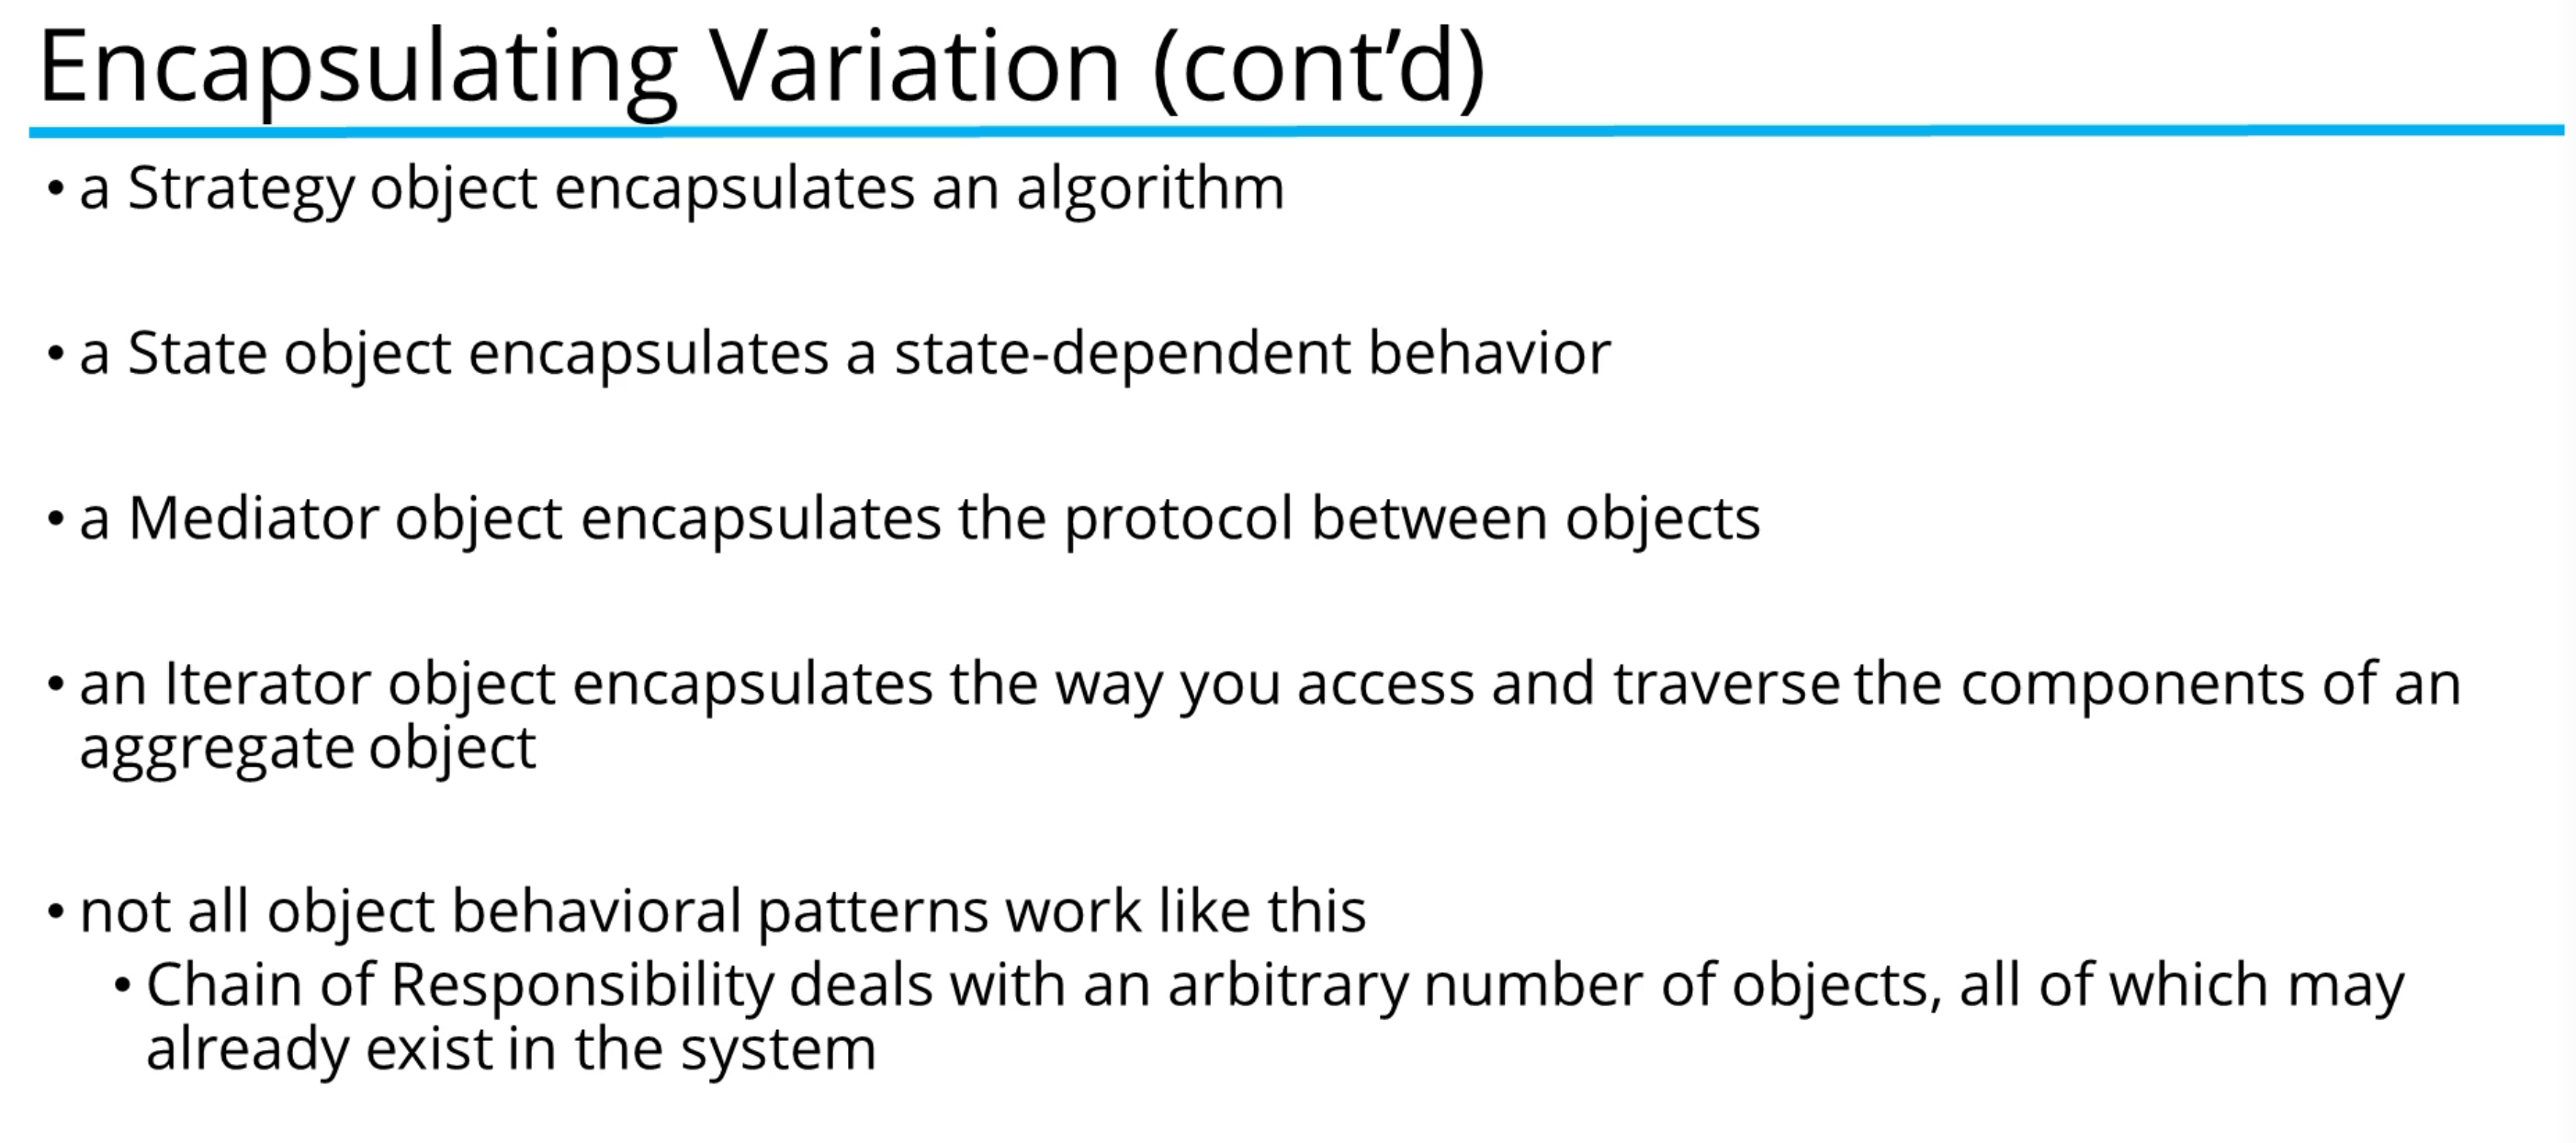 Encapsulating Variation (cont’d)
• a Strategy object encapsulates an algorithm
• a State object encapsulates a state-dependent behavior
• a Mediator object encapsulates the protocol between objects
• an Iterator object encapsulates the way you access and traverse the components of an
aggregate object
• not all object behavioral patterns work like this
• Chain of Responsibility deals with an arbitrary number of objects, all of which may
already exist in the system